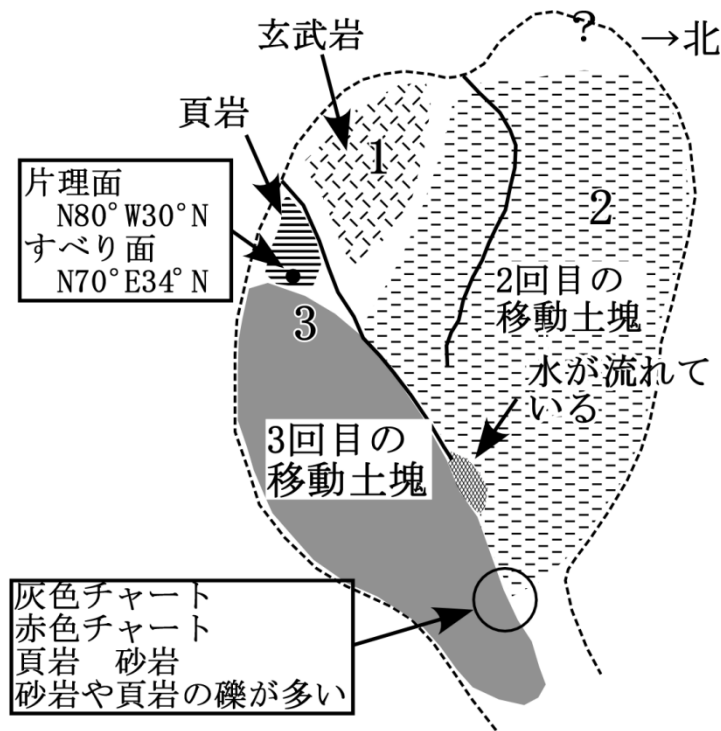 ?
→北
玄武岩
頁岩
1
片理面
N80°W30°N
すべり面
N70°E34°N
2
2回目の
移動土塊
3
水が流れて
いる
3回目の
移動土塊
灰色チャート
赤色チャート
頁岩　砂岩
砂岩や頁岩の礫が多い